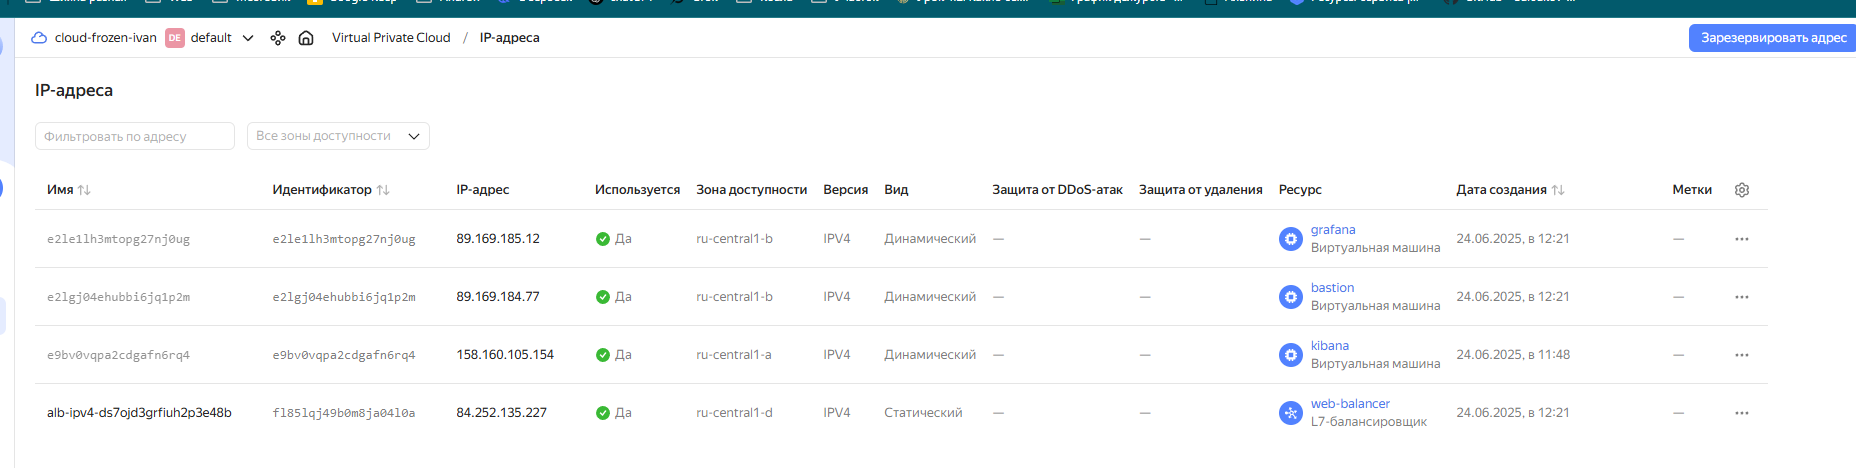 cloud-frozen-ivan DE default Virtual Private Cloud / IP-адреса Зарезервировать адрес
IP-адреса
Фильтровать по адресу Все зоны доступности
Имя Идентификатор IP-адрес Используется Зона доступности Версия Вид Защита от DDoS-атак Защита от удаления Ресурс Дата создания Метки
e2le1lh3mtopg27nj0ug e2le1lh3mtopg27nj0ug 89.169.185.12 Да ru-central1-b IPV4 Динамический — — grafana 24.06.2025, в 12:21 —
Виртуальная машина
e2lgj04ehubbi6jq1p2m e2lgj04ehubbi6jq1p2m 89.169.184.77 Да ru-central1-b IPV4 Динамический — — bastion 24.06.2025, в 12:21 —
Виртуальная машина
e9bv0vqpa2cdgafn6rq4 e9bv0vqpa2cdgafn6rq4 158.160.105.154 Да ru-central1-a IPV4 Динамический — — kibana 24.06.2025, в 11:48 —
Виртуальная машина
alb-ipv4-ds7ojd3grfiuh2p3e48b fl85lqj49b0m8ja04l0a 84.252.135.227 Да ru-central1-d IPV4 Статический — — web-balancer 24.06.2025, в 12:21 —
L7-балансировщик